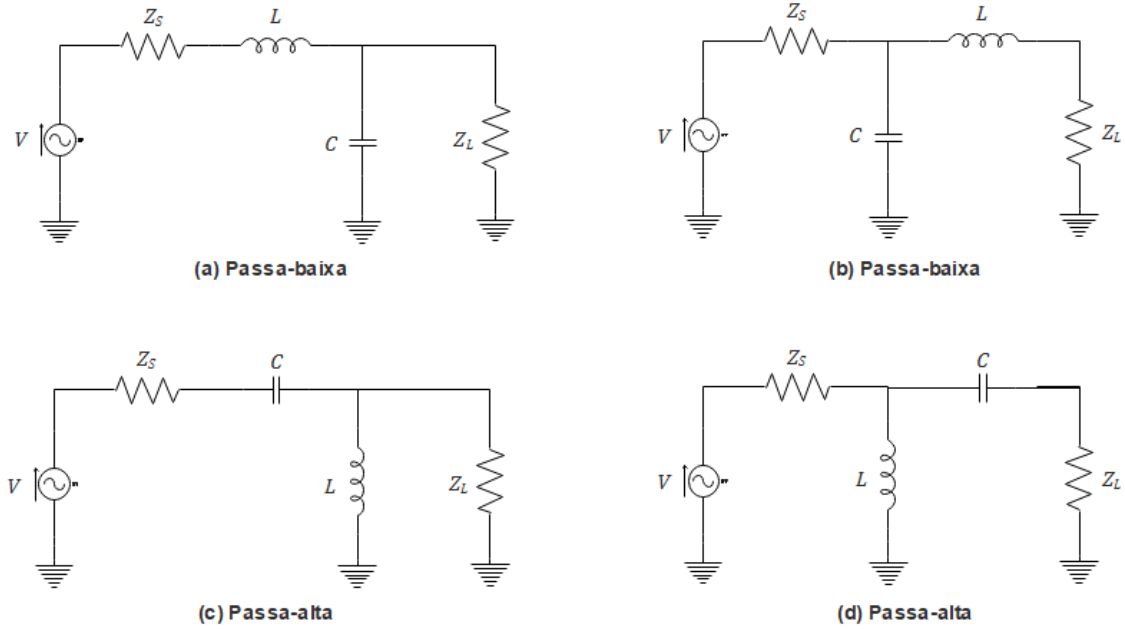 Z_S
L
V
C
Z_L
(a) Passa-baixa
Z_S
L
V
C
Z_L
(b) Passa-baixa
Z_S
C
V
L
Z_L
(c) Passa-alta
Z_S
C
V
L
Z_L
(d) Passa-alta